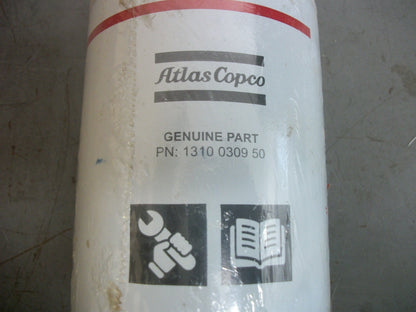 Atlas Copco
GENUINE PART
PN: 1310 0309 50